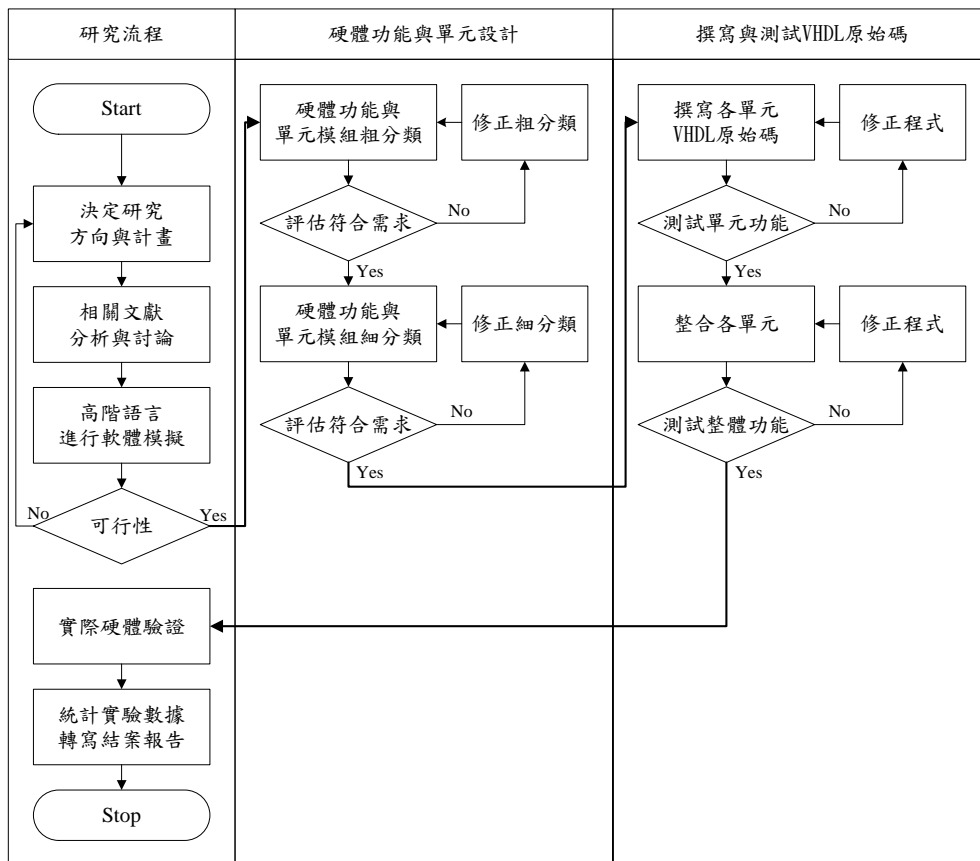 研究流程
Start
決定研究
方向與計畫
相關文獻
分析與討論
高階語言
進行軟體模擬
No
可行性
Yes
實際硬體驗證
統計實驗數據
轉寫結案報告
Stop
硬體功能與單元設計
硬體功能與
單元模組粗分類
修正粗分類
評估符合需求
No
Yes
硬體功能與
單元模組細分類
修正細分類
評估符合需求
No
Yes
撰寫與測試VHDL原始碼
撰寫各單元
VHDL原始碼
修正程式
測試單元功能
No
Yes
整合各單元
修正程式
測試整體功能
No
Yes